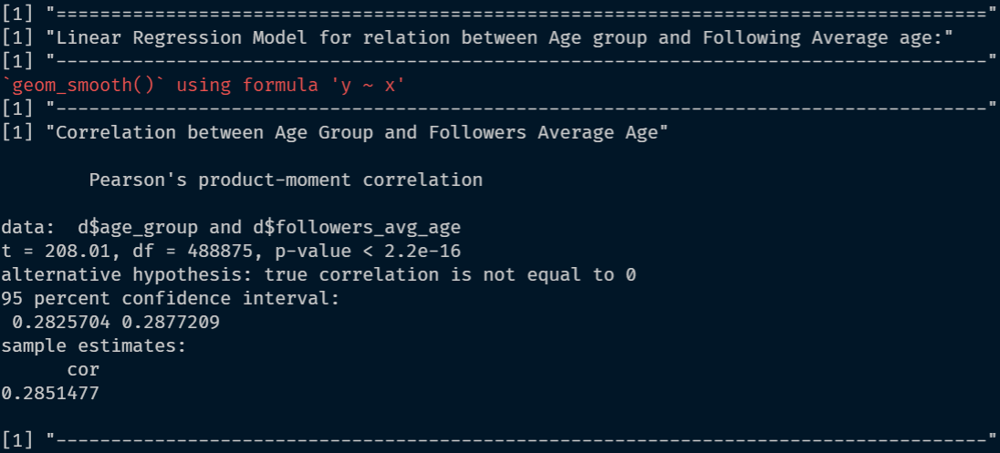 [1] "====================================================================================="
[1] "Linear Regression Model for relation between Age group and Following Average age:"
[1] "-------------------------------------------------------------------------------------"
`geom_smooth()` using formula 'y ~ x'
[1] "-------------------------------------------------------------------------------------"
[1] "Correlation between Age Group and Followers Average Age"
Pearson's product-moment correlation
data:  d$age_group and d$followers_avg_age
t = 208.01, df = 488875, p-value < 2.2e-16
alternative hypothesis: true correlation is not equal to 0
95 percent confidence interval:
0.2825704 0.2877209
sample estimates:
cor
0.2851477
[1] "-------------------------------------------------------------------------------------"